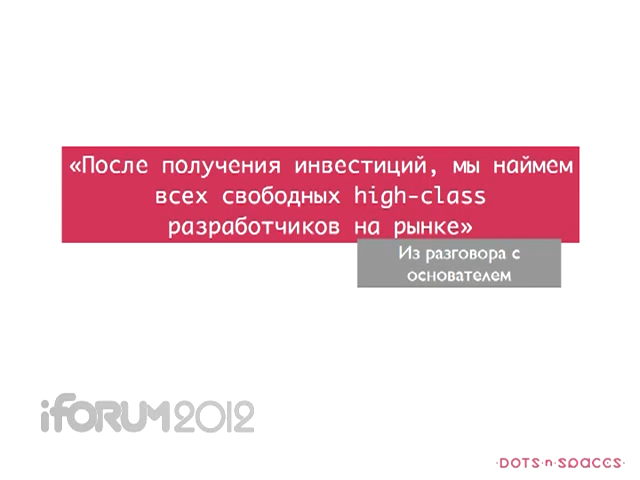 «После получения инвестиций, мы наймем
всех свободных high-class
разработчиков на рынке»
Из разговора с
основателем
iFORUM2012
·DOTS·n·SPACES·